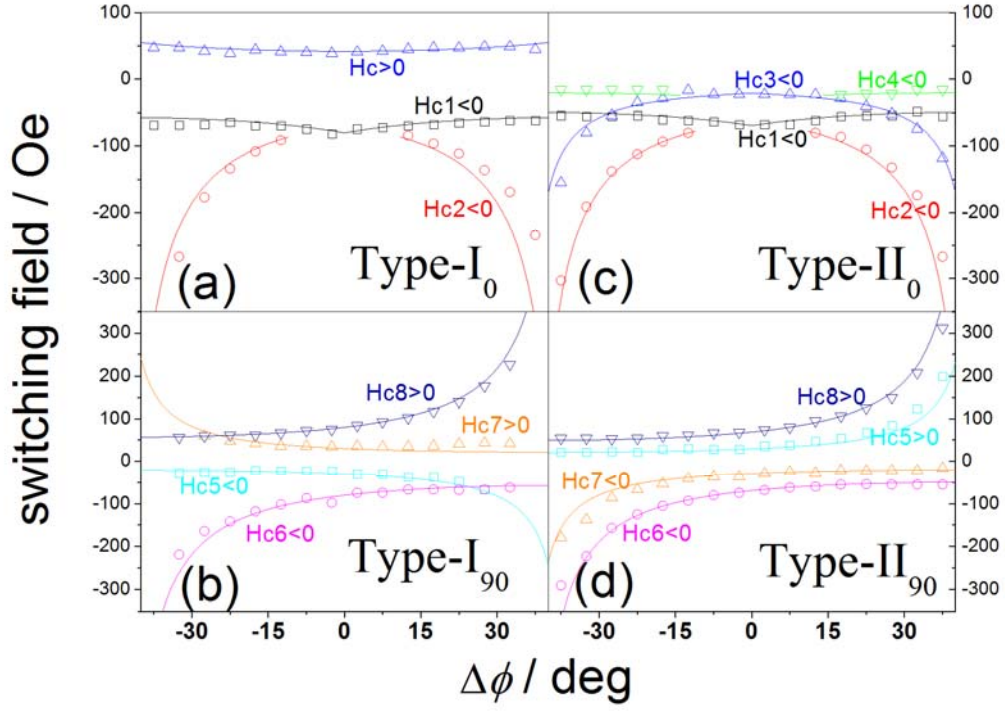 switching field / Oe
100
50
0
-100
-200
-300
Hc>0
Hc1<0
Hc2<0
(a) Type-I0
100
0
-100
-200
-300
Hc3<0 Hc4<0
Hc1<0
Hc2<0
(c) Type-II0
300
200
100
0
-100
-200
-300
Hc8>0
Hc7>0
Hc5<0
Hc6<0
(b) Type-I90
300
200
100
0
-100
-200
-300
Hc8>0
Hc5>0
Hc7<0
Hc6<0
(d) Type-II90
-30 -15 0 15 30
-30 -15 0 15 30
Δϕ / deg